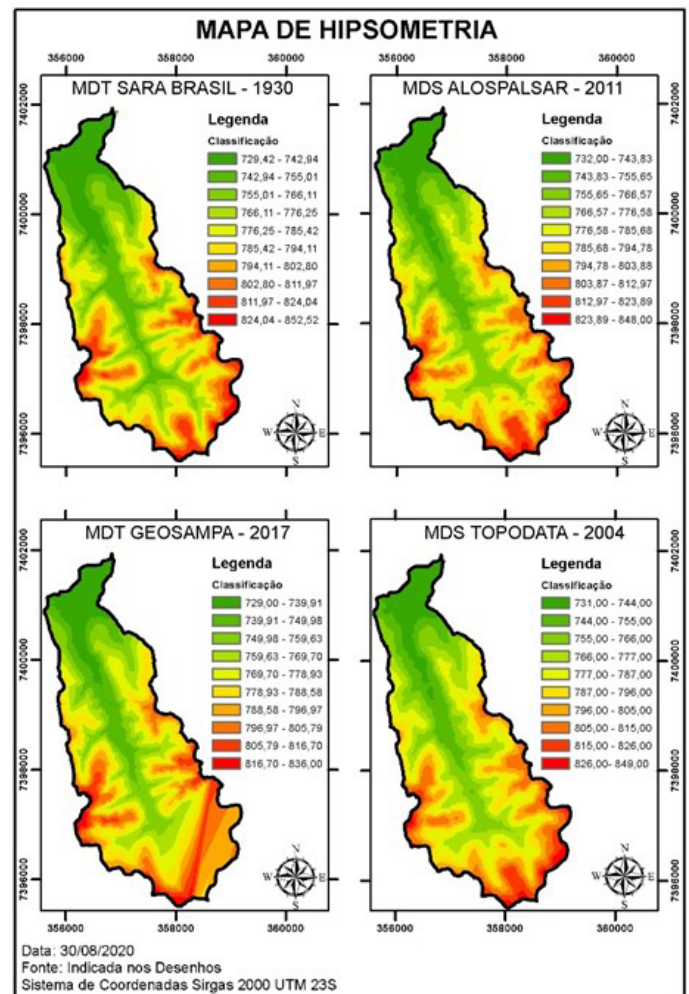 MAPA DE HIPSOMETRIA
356000 358000 360000
358000 358000 360000
MDT SARA BRASIL - 1930
7402000
7400000
7398000
7396000
Legenda
Classificação
729,42 - 742,94
742,94 - 755,01
755,01 - 766,11
766,11 - 776,25
776,25 - 785,42
785,42 - 794,11
794,11 - 802,80
802,80 - 811,97
811,97 - 824,04
824,04 - 852,52
N
W E
S
356000 358000 360000
MDS ALOSPALSAR - 2011
7402000
7400000
7398000
7396000
Legenda
Classificação
732,00 - 743,83
743,83 - 755,65
755,65 - 766,57
766,57 - 776,58
776,58 - 785,68
785,68 - 794,78
794,78 - 803,88
803,87 - 812,97
812,97 - 823,89
823,89 - 848,00
N
W E
S
MDT GEOSAMPA - 2017
7402000
7400000
7398000
7396000
Legenda
Classificação
729,00 - 739,91
739,91 - 749,98
749,98 - 759,63
759,63 - 769,70
769,70 - 778,93
778,93 - 788,58
788,58 - 796,97
796,97 - 805,79
805,79 - 816,70
816,70 - 836,00
N
W E
S
356000 358000 360000
MDS TOPODATA - 2004
7402000
7400000
7398000
7396000
Legenda
Classificação
731,00 - 744,00
744,00 - 755,00
755,00 - 766,00
766,00 - 777,00
777,00 - 787,00
787,00 - 796,00
796,00 - 805,00
805,00 - 815,00
815,00 - 826,00
826,00- 849,00
N
W E
S
356000 358000 360000
Data: 30/08/2020
Fonte: Indicada nos Desenhos
Sistema de Coordenadas Sirgas 2000 UTM 23S